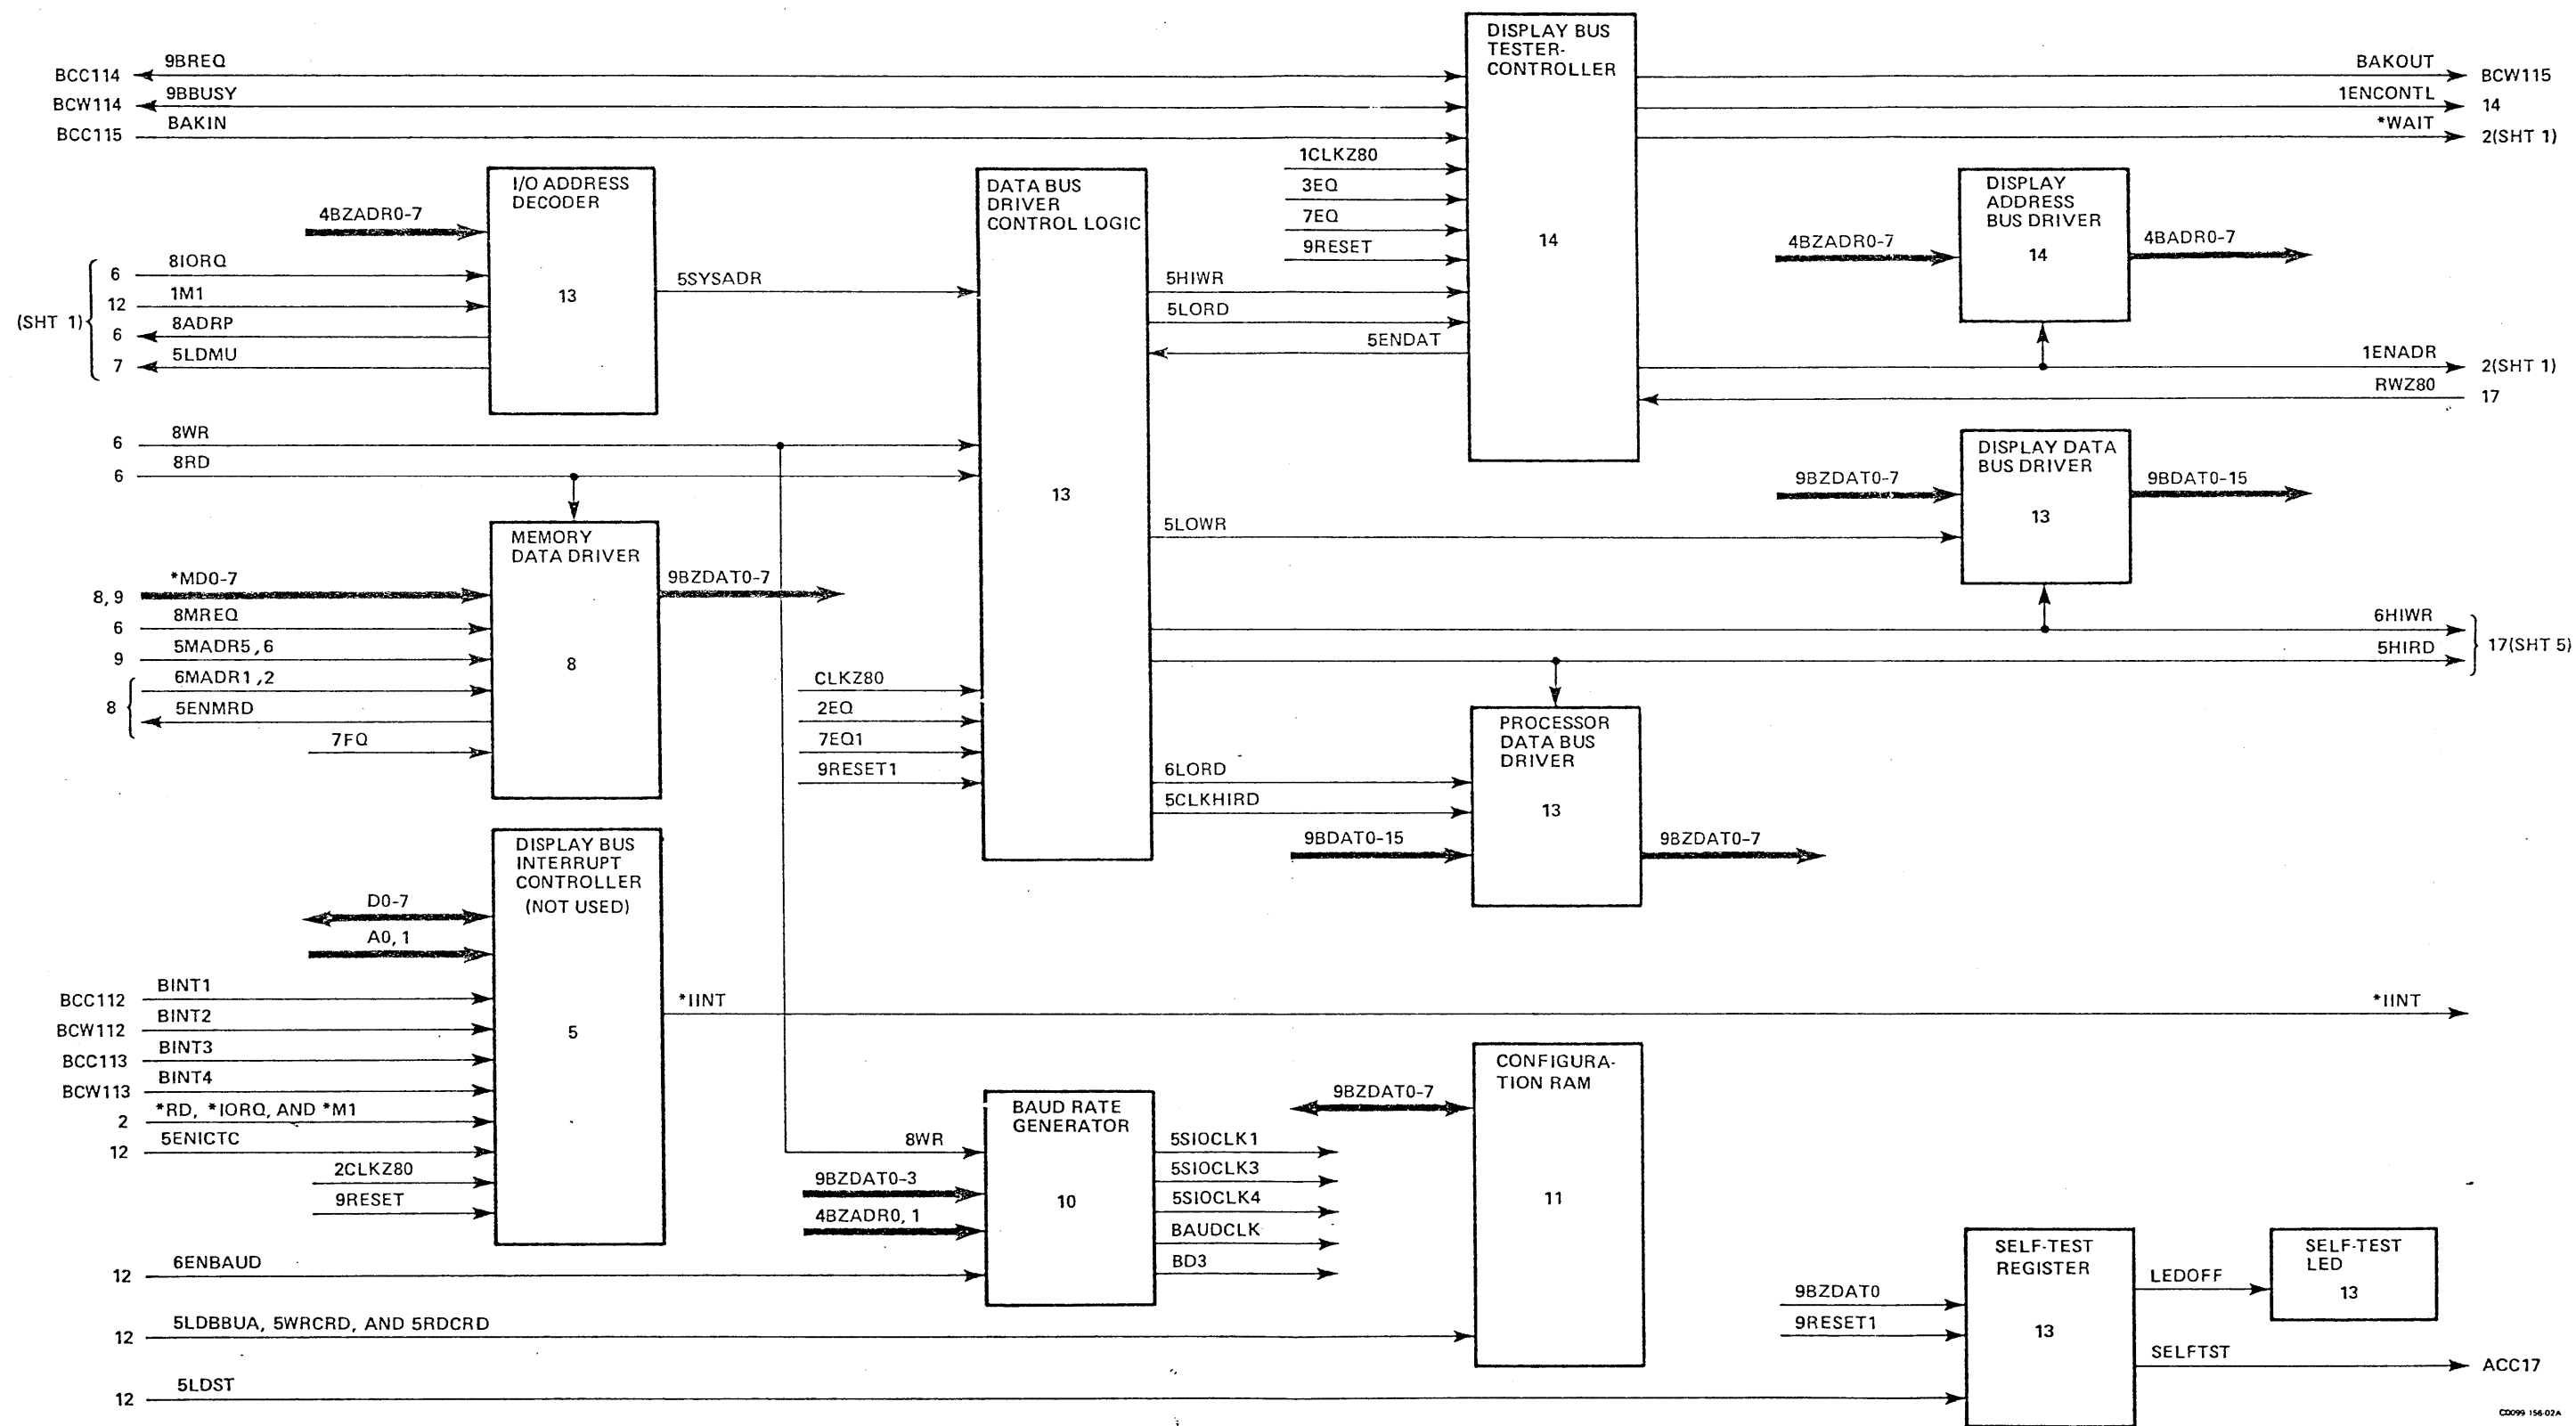 BCC114
9BREQ
BCW114
9BBUSY
BCC115
BAKIN
DISPLAY BUS
TESTER-
CONTROLLER
14
1CLKZ80
3EQ
7EQ
9RESET
BAKOUT
BCW115
1ENCONTL
14
*WAIT
2(SHT 1)
I/O ADDRESS
DECODER
13
4BZADR0-7
(SHT 1)
6
8IORQ
12
1M1
6
8ADRP
7
5LDMU
5SYSADR
DATA BUS
DRIVER
CONTROL LOGIC
13
5HIWR
5LORD
5ENDAT
DISPLAY
ADDRESS
BUS DRIVER
14
4BZADR0-7
4BADR0-7
1ENADR
2(SHT 1)
RWZ80
17
6
8WR
6
8RD
DISPLAY DATA
BUS DRIVER
13
9BZDAT0-7
9BDAT0-15
5LOWR
MEMORY
DATA DRIVER
8
*MD0-7
8, 9
8MREQ
6
5MADR5,6
9
6MADR1,2
8
5ENMRD
7FQ
9BZDAT0-7
6HIWR
5HIRD
17(SHT 5)
CLKZ80
2EQ
7EQ1
9RESET1
PROCESSOR
DATA BUS
DRIVER
13
6LORD
5CLKHIRD
9BDAT0-15
9BZDAT0-7
DISPLAY BUS
INTERRUPT
CONTROLLER
(NOT USED)
5
D0-7
A0, 1
BCC112
BINT1
BCW112
BINT2
BCC113
BINT3
BCW113
BINT4
2
*RD, *IORQ, AND *M1
12
5ENICTC
2CLKZ80
9RESET
*IINT
*IINT
BAUD RATE
GENERATOR
10
8WR
9BZDAT0-3
4BZADR0, 1
12
6ENBAUD
5SIOCLK1
5SIOCLK3
5SIOCLK4
BAUDCLK
BD3
CONFIGURA-
TION RAM
11
9BZDAT0-7
12
5LDBBUA, 5WRCRD, AND 5RDCRD
SELF-TEST
REGISTER
13
9BZDAT0
9RESET1
LEDOFF
SELF-TEST
LED
13
SELFTST
ACC17
12
5LDST
C0099 156-02A